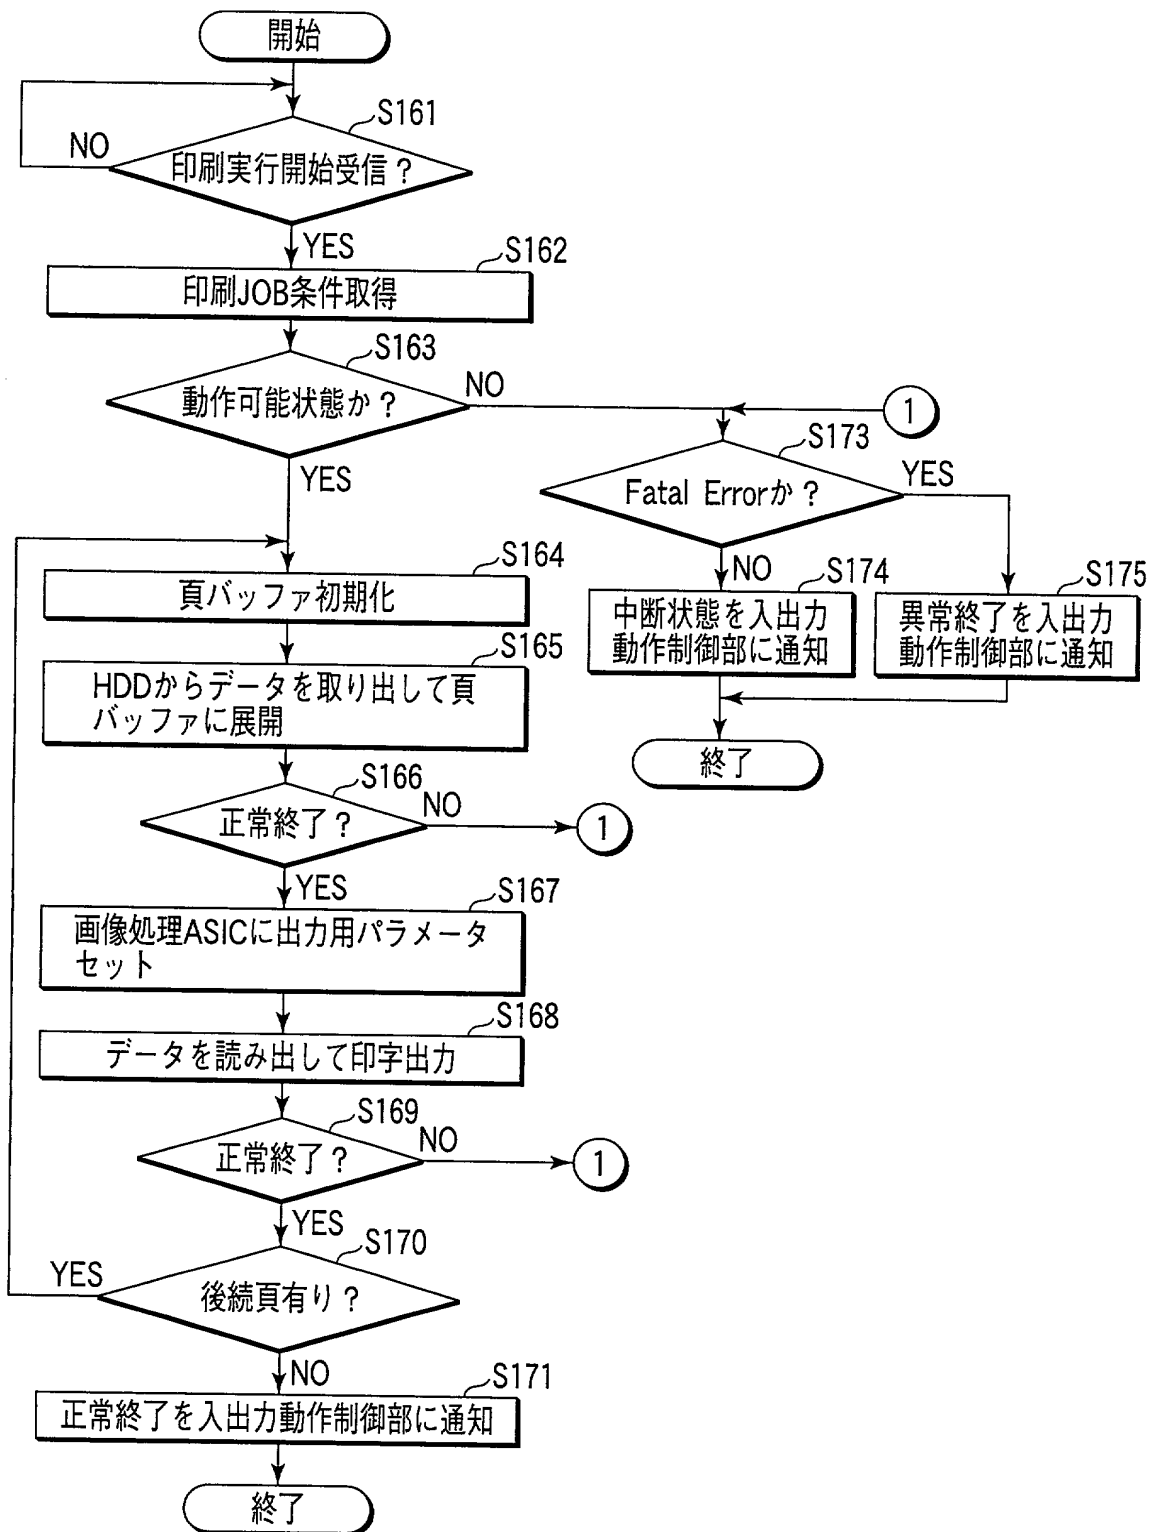 開始
S161
NO
印刷実行開始受信？
YES
S162
印刷JOB条件取得
S163
動作可能状態か？
NO
1
YES
S173
Fatal Errorか？
YES
NO
S174
中断状態を入出力
動作制御部に通知
S175
異常終了を入出力
動作制御部に通知
終了
S164
頁バッファ初期化
S165
HDDからデータを取り出して頁
バッファに展開
S166
正常終了？
NO
1
YES
S167
画像処理ASICに出力用パラメータ
セット
S168
データを読み出して印字出力
S169
正常終了？
NO
1
YES
S170
YES
後続頁有り？
NO
S171
正常終了を入出力動作制御部に通知
終了